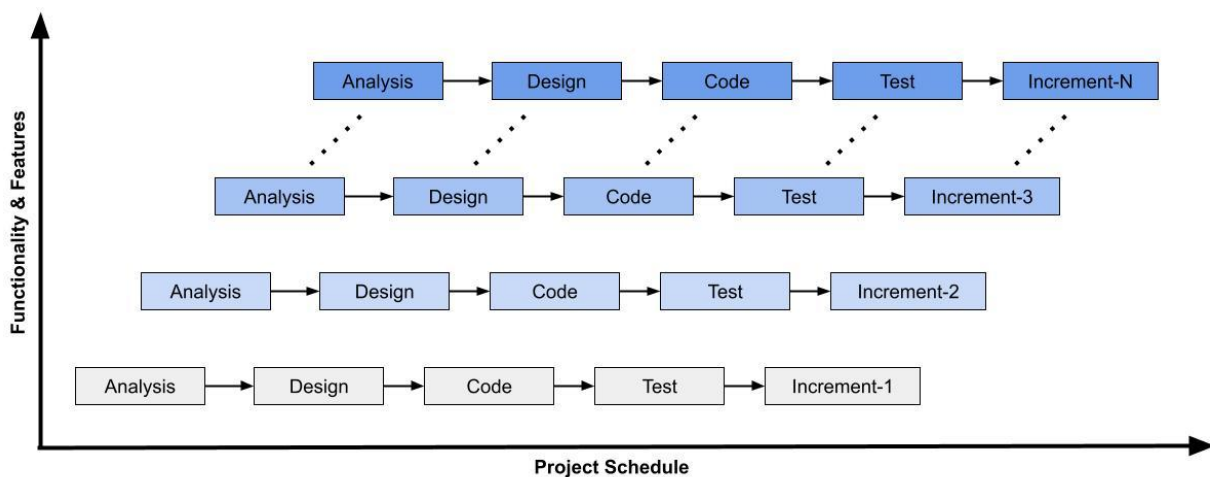 Functionality & Features
Analysis Design Code Test Increment-N
Analysis Design Code Test Increment-3
Analysis Design Code Test Increment-2
Analysis Design Code Test Increment-1
Project Schedule